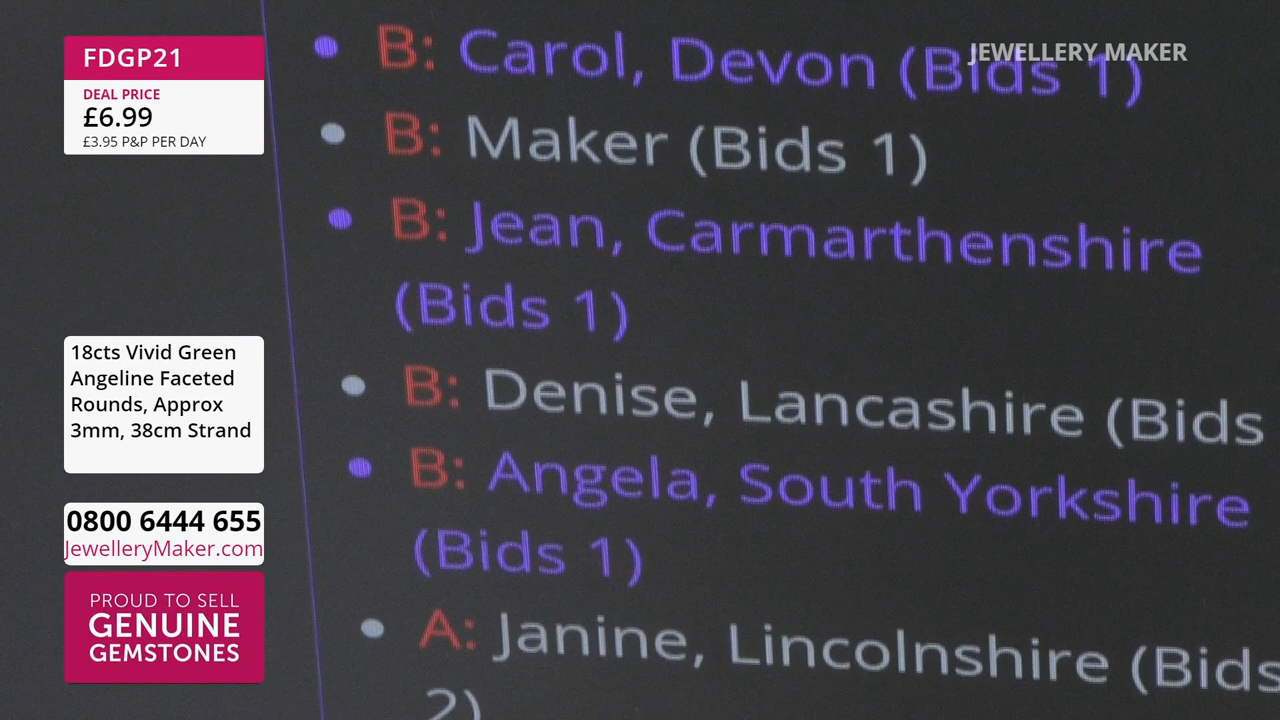 FDGP21
DEAL PRICE
£6.99
£3.95 P&P PER DAY
18cts Vivid Green
Angeline Faceted
Rounds, Approx
3mm, 38cm Strand
0800 6444 655
JewelleryMaker.com
PROUD TO SELL
GENUINE
GEMSTONES
JEWELLERY MAKER
• B: Carol, Devon (Bids 1)
• B: Maker (Bids 1)
• B: Jean, Carmarthenshire
(Bids 1)
• B: Denise, Lancashire (Bids
• B: Angela, South Yorkshire
(Bids 1)
• A: Janine, Lincolnshire (Bids
2)